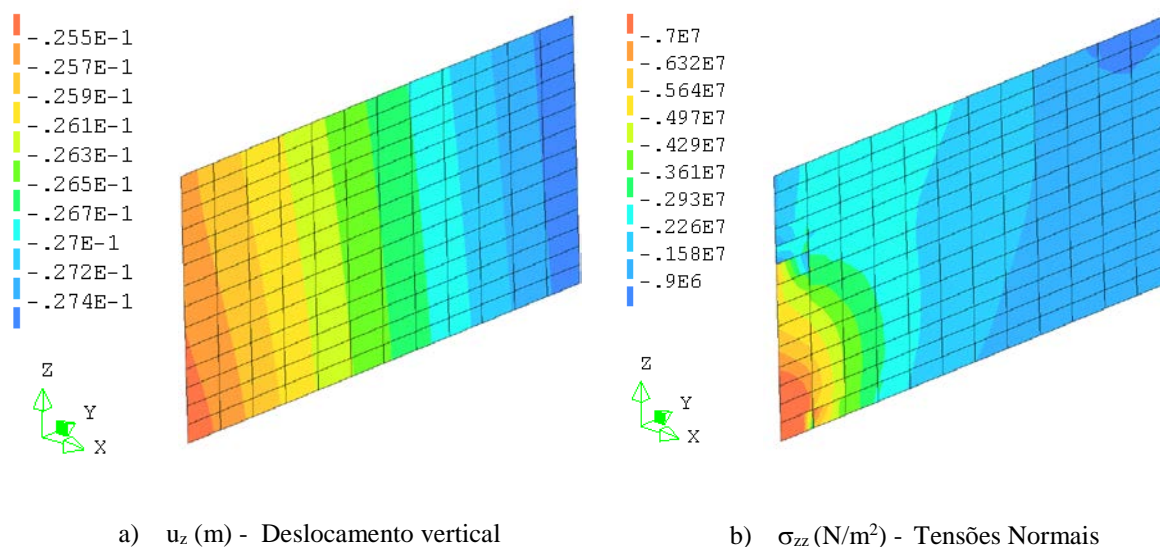 -.255E-1
-.257E-1
-.259E-1
-.261E-1
-.263E-1
-.265E-1
-.267E-1
-.27E-1
-.272E-1
-.274E-1
Z
Y
X
-.7E7
-.632E7
-.564E7
-.497E7
-.429E7
-.361E7
-.293E7
-.226E7
-.158E7
-.9E6
Z
Y
X
a) uz (m) - Deslocamento vertical
b) σzz (N/m²) - Tensões Normais